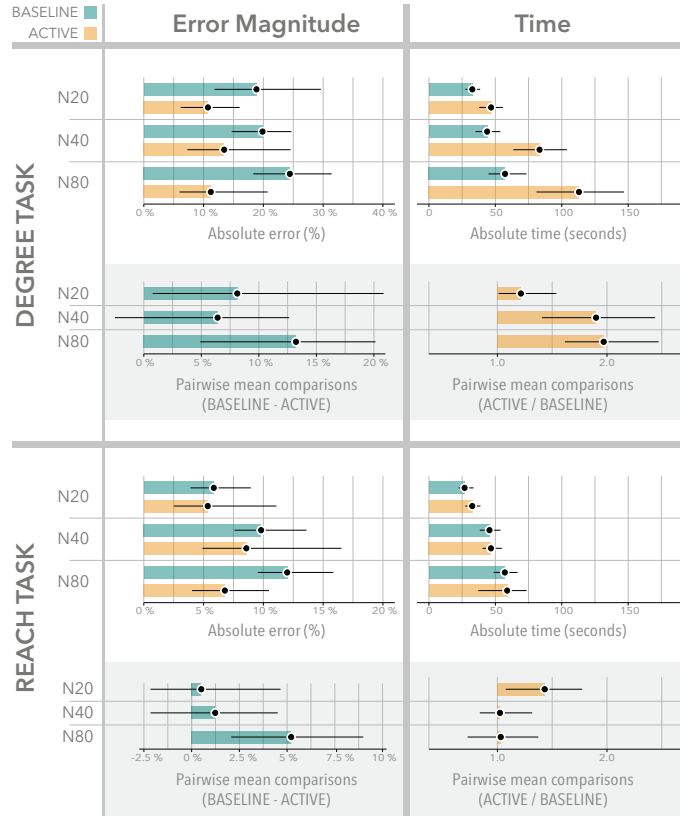 BASELINE
ACTIVE
Error Magnitude
Time
DEGREE TASK
N20
N40
N80
0 %
10 %
20 %
30 %
40 %
Absolute error (%)
0
50
100
150
Absolute time (seconds)
N20
N40
N80
0 %
5 %
10 %
15 %
20 %
Pairwise mean comparisons
(BASELINE - ACTIVE)
1.0
2.0
Pairwise mean comparisons
(ACTIVE / BASELINE)
REACH TASK
N20
N40
N80
0 %
5 %
10 %
15 %
20 %
Absolute error (%)
0
50
100
150
Absolute time (seconds)
N20
N40
N80
-2.5 %
0 %
2.5 %
5 %
7.5 %
10 %
Pairwise mean comparisons
(BASELINE - ACTIVE)
1.0
2.0
Pairwise mean comparisons
(ACTIVE / BASELINE)